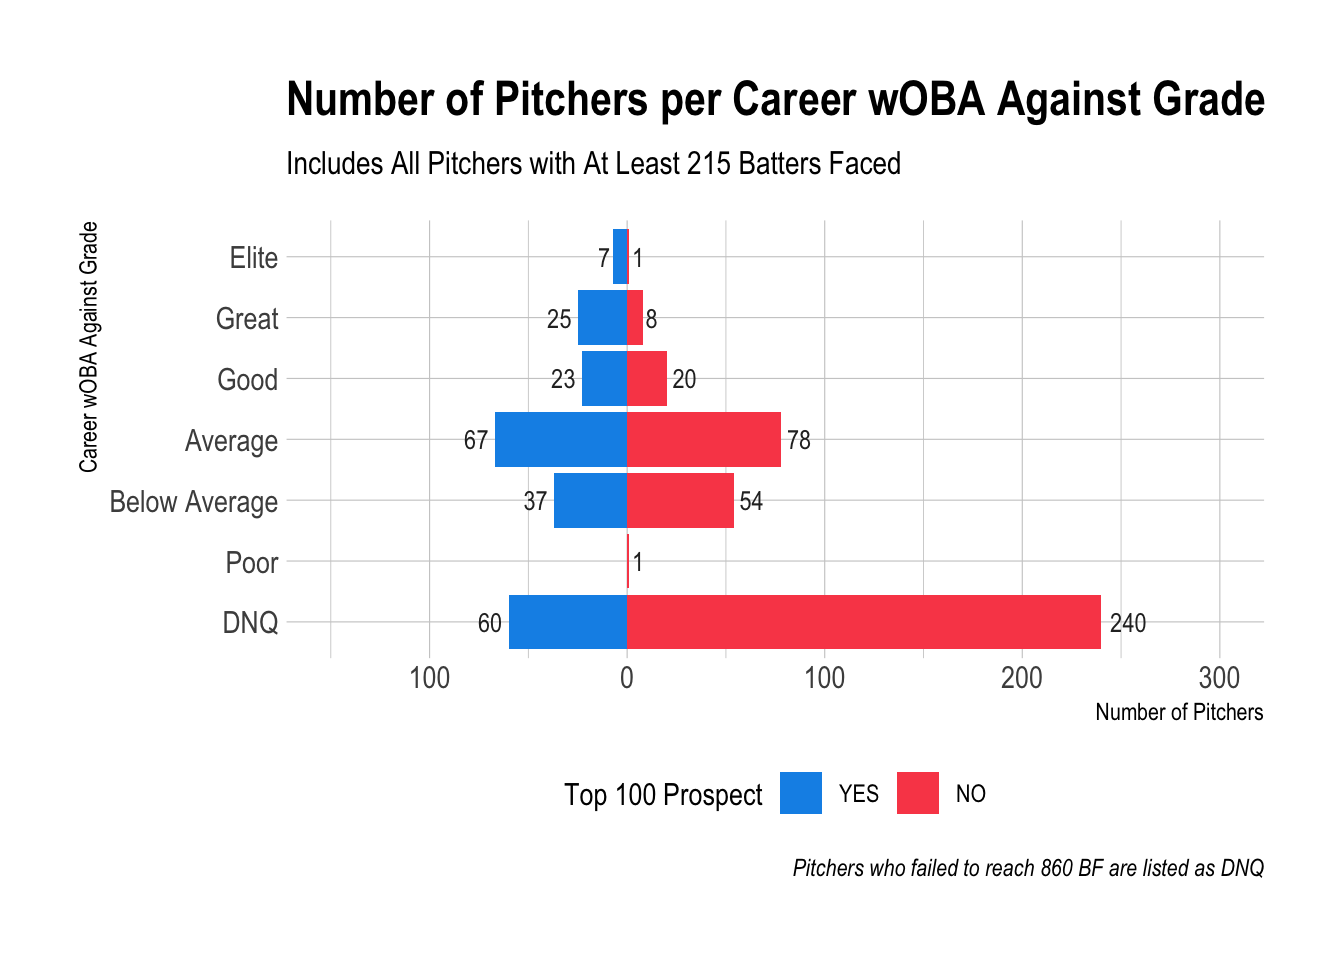 Number of Pitchers per Career wOBA Against Grade
Includes All Pitchers with At Least 215 Batters Faced
Career wOBA Against Grade
Elite 7 1
Great 25 8
Good 23 20
Average 67 78
Below Average 37 54
Poor 1
DNQ 60 240
100 0 100 200 300
Number of Pitchers
Top 100 Prospect YES NO
Pitchers who failed to reach 860 BF are listed as DNQ